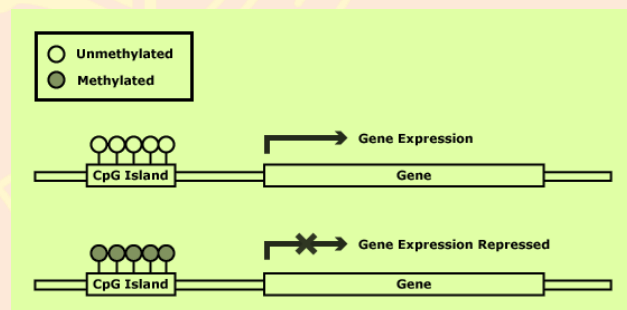 Unmethylated
Methylated
Gene Expression
CpG Island
Gene
Gene Expression Repressed
CpG Island
Gene